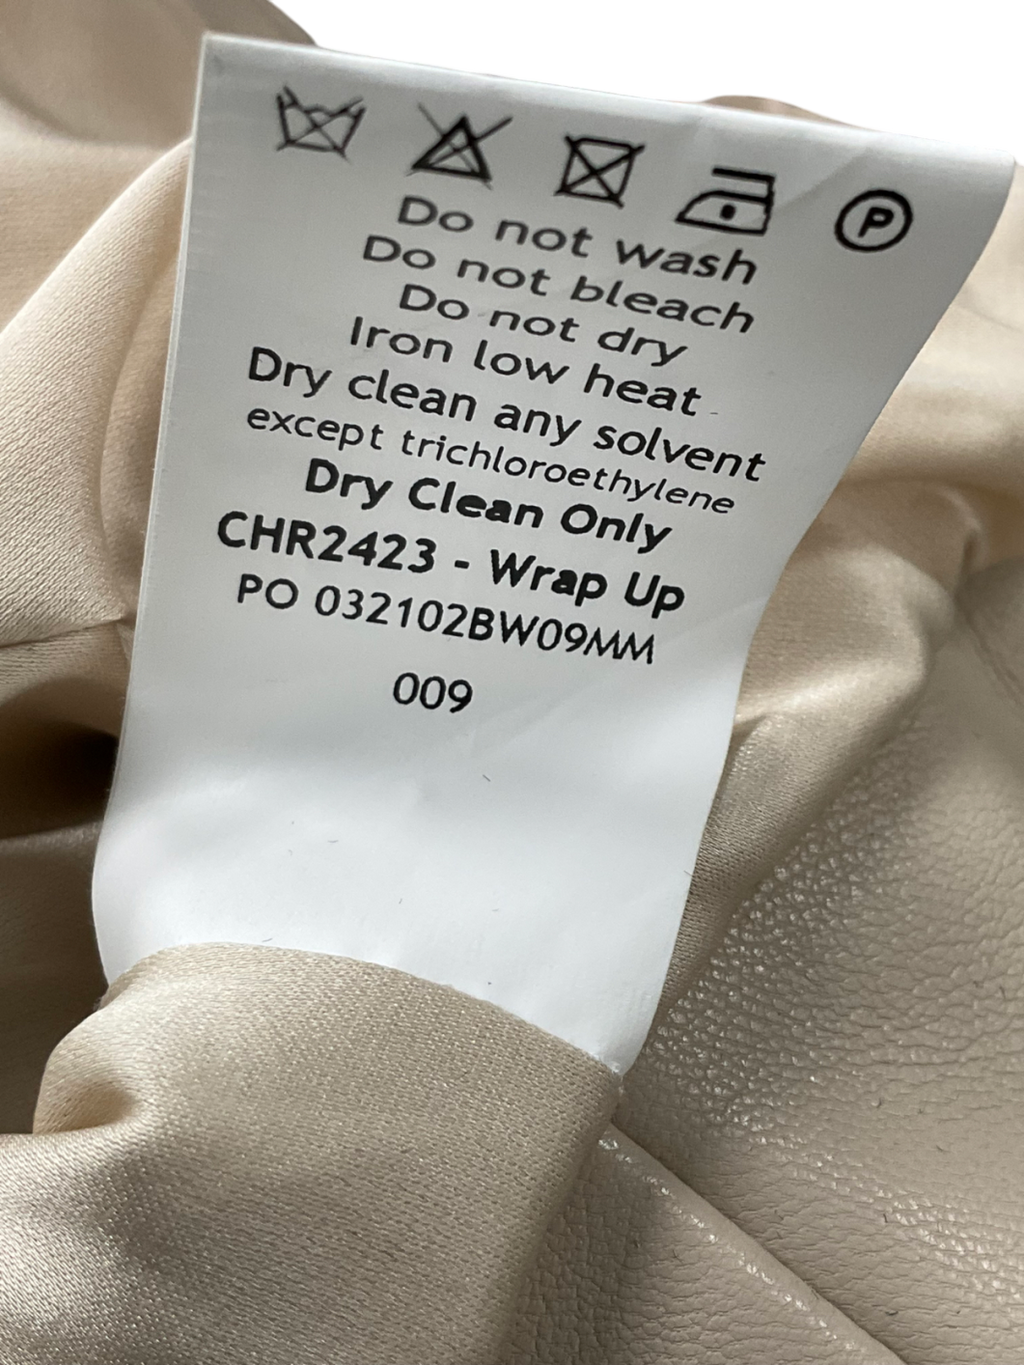 P
Do not wash
Do not bleach
Do not dry
Iron low heat
Dry clean any solvent
except trichloroethylene
Dry Clean Only
CHR2423 - Wrap Up
PO 032102BW09MM
009